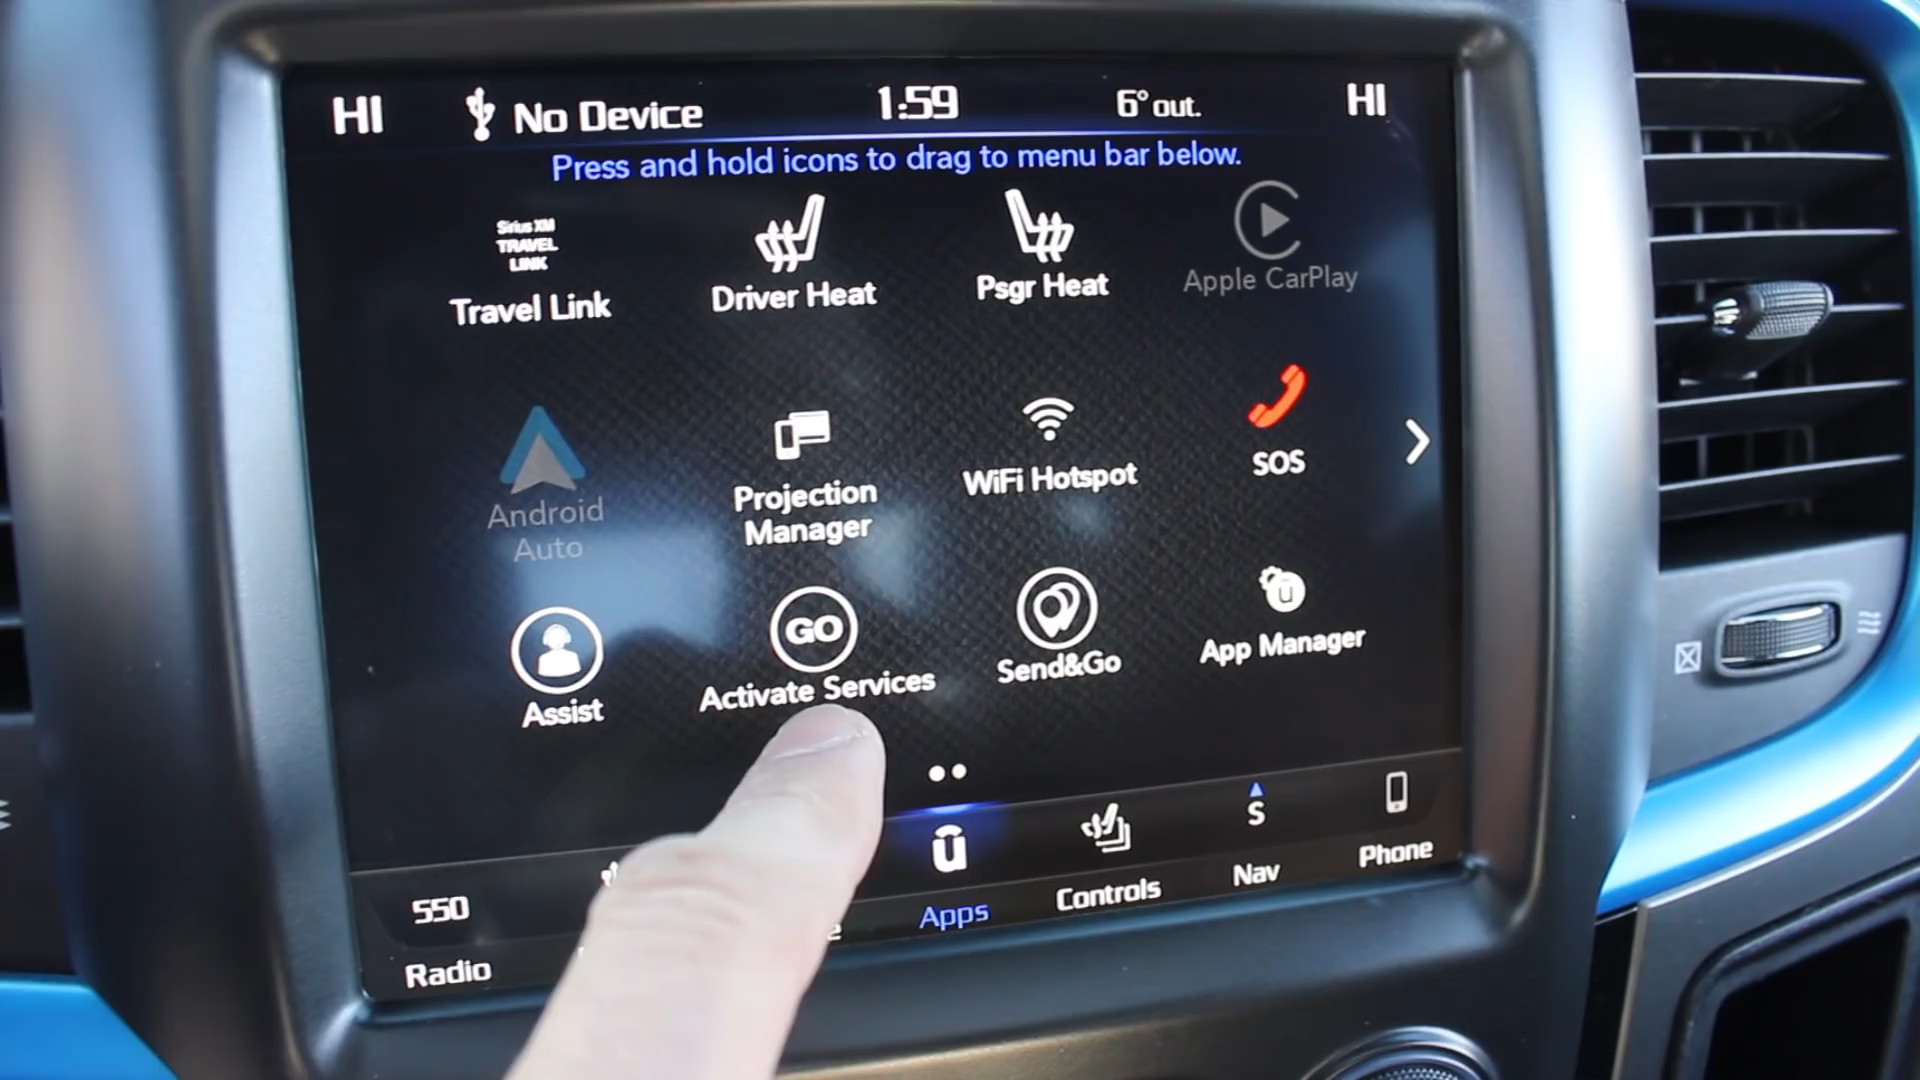 HI No Device 1:59 6° out. HI
Press and hold icons to drag to menu bar below.
Sirius XM
TRAVEL
LINK
Travel Link
Driver Heat
Psgr Heat
Apple CarPlay
Android
Auto
Projection
Manager
WiFi Hotspot
SOS
Assist
GO
Activate Services
Send&Go
App Manager
550
Radio
Apps
Controls
S
Nav
Phone